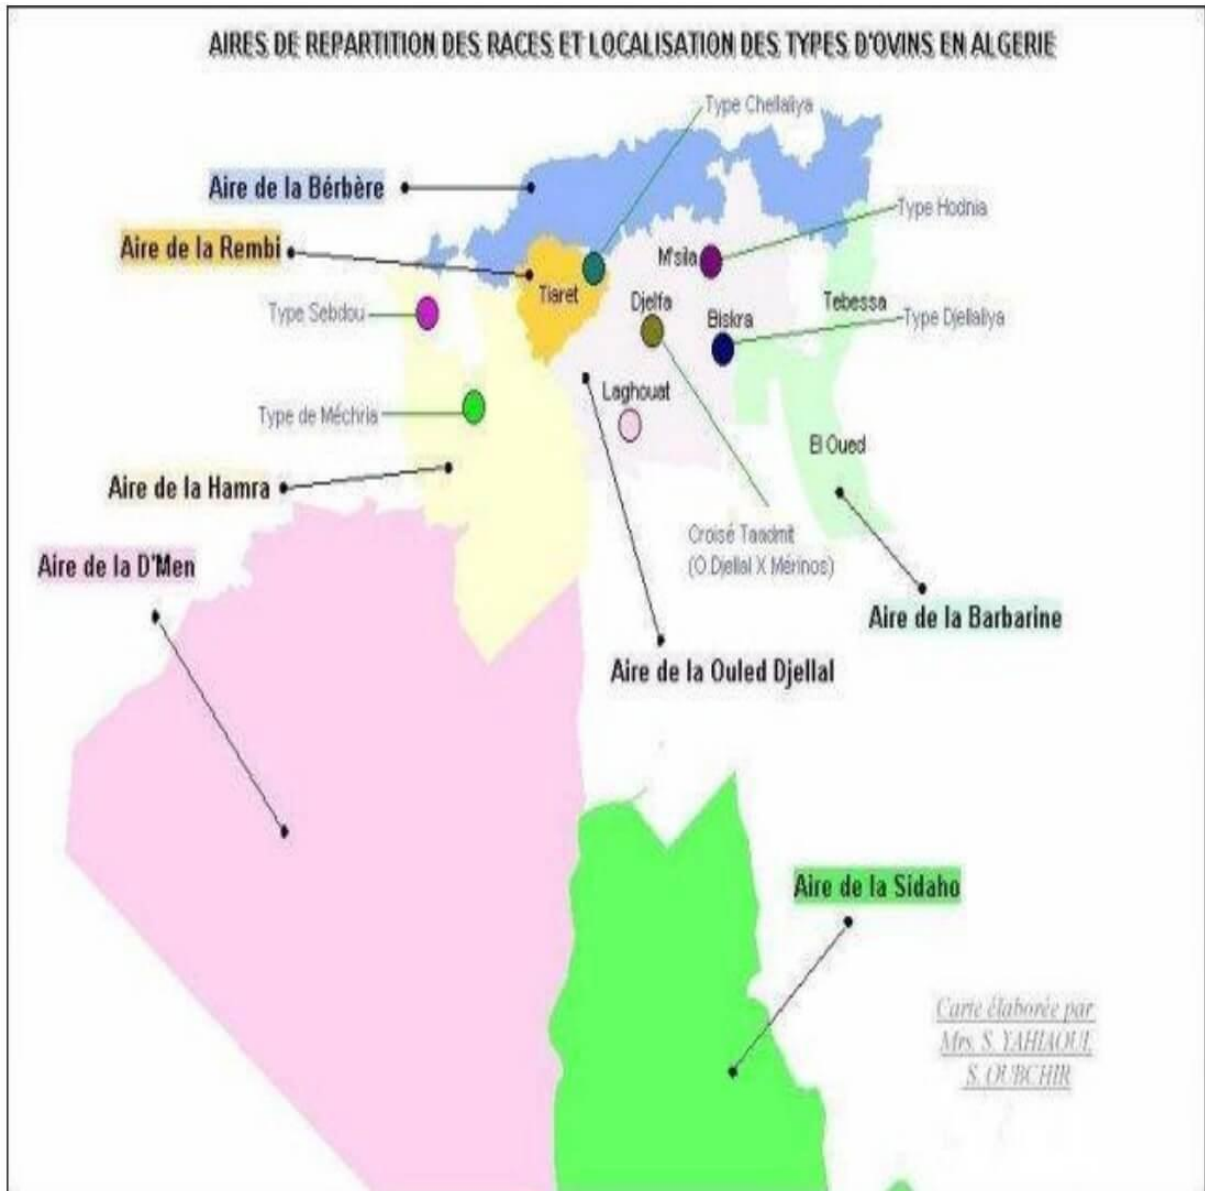 AIRES DE REPARTITION DES RACES ET LOCALISATION DES TYPES D'OVINS EN ALGERIE
Type Chellaliya
Aire de la Bérbère
Type Hodnia
Aire de la Rembi
M'sila
Tiaret
Djelfa
Tebessa
Type Sebdou
Biskra
Type Djellaliya
Laghouat
Type de Méchria
El Oued
Aire de la Hamra
Croisé Taadmit
(O.Djellal X Mérinos)
Aire de la D'Men
Aire de la Barbarine
Aire de la Ouled Djellal
Aire de la Sidaho
Carte élaborée par
Mrs. S. YAHIAOUI,
S. OUBCHIR